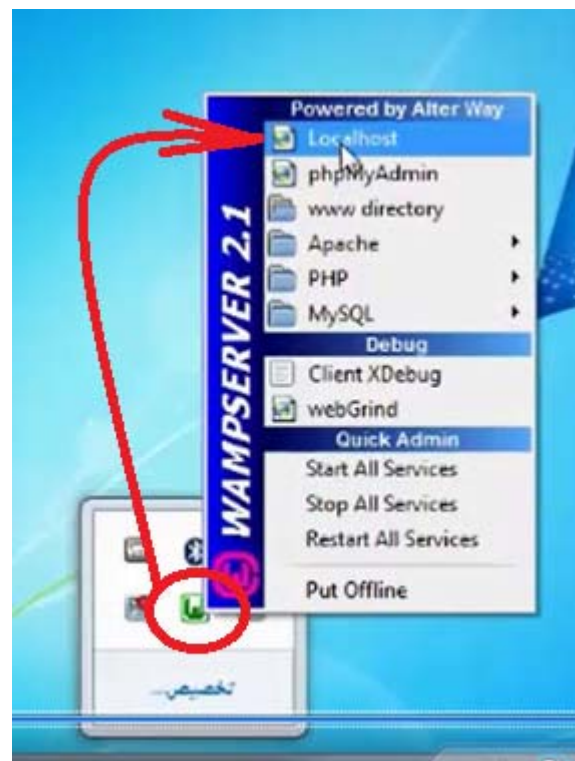 Powered by Alter Way
Localhost
phpMyAdmin
www directory
Apache
PHP
MySQL
Debug
Client XDebug
webGrind
Quick Admin
Start All Services
Stop All Services
Restart All Services
Put Offline
WAMPSERVER 2.1
تخصيص...